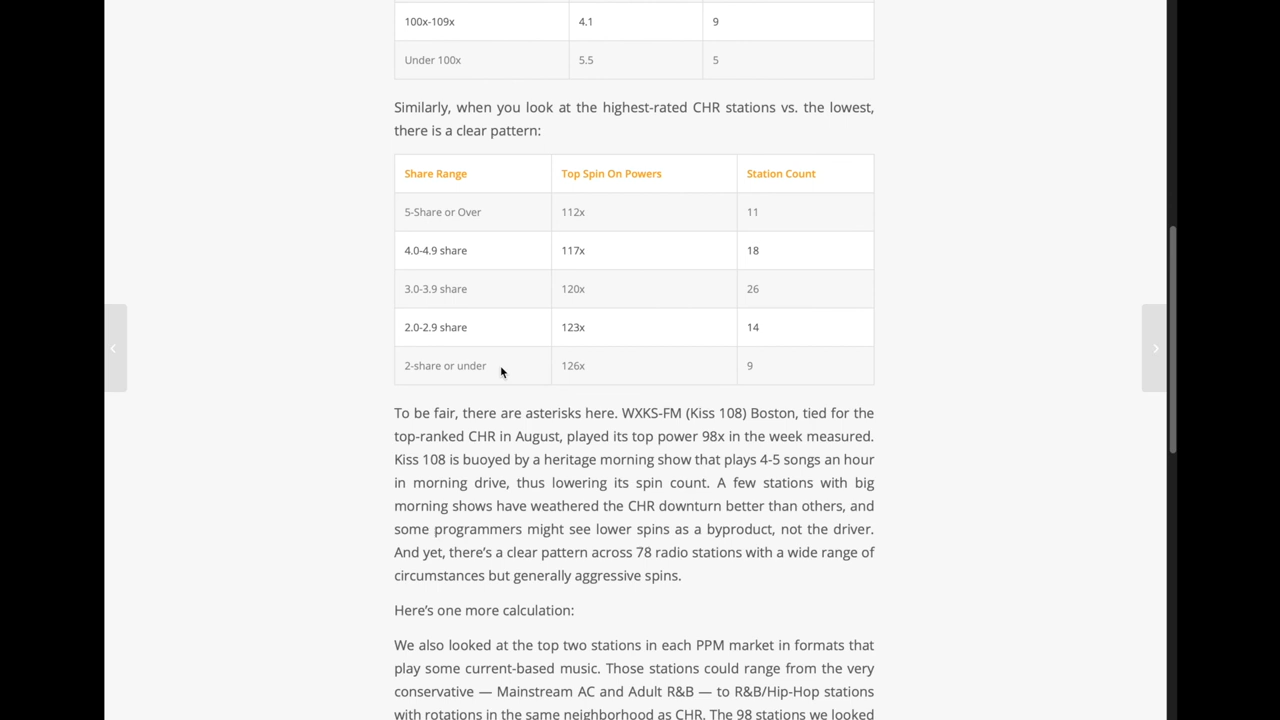 100x-109x 4.1 9
Under 100x 5.5 5
Similarly, when you look at the highest-rated CHR stations vs. the lowest,
there is a clear pattern:
Share Range Top Spin On Powers Station Count
5-Share or Over 112x 11
4.0-4.9 share 117x 18
3.0-3.9 share 120x 26
2.0-2.9 share 123x 14
2-share or under 126x 9
To be fair, there are asterisks here. WXKS-FM (Kiss 108) Boston, tied for the
top-ranked CHR in August, played its top power 98x in the week measured.
Kiss 108 is buoyed by a heritage morning show that plays 4-5 songs an hour
in morning drive, thus lowering its spin count. A few stations with big
morning shows have weathered the CHR downturn better than others, and
some programmers might see lower spins as a byproduct, not the driver.
And yet, there’s a clear pattern across 78 radio stations with a wide range of
circumstances but generally aggressive spins.
Here’s one more calculation:
We also looked at the top two stations in each PPM market in formats that
play some current-based music. Those stations could range from the very
conservative — Mainstream AC and Adult R&B — to R&B/Hip-Hop stations
with rotations in the same neighborhood as CHR. The 98 stations we looked